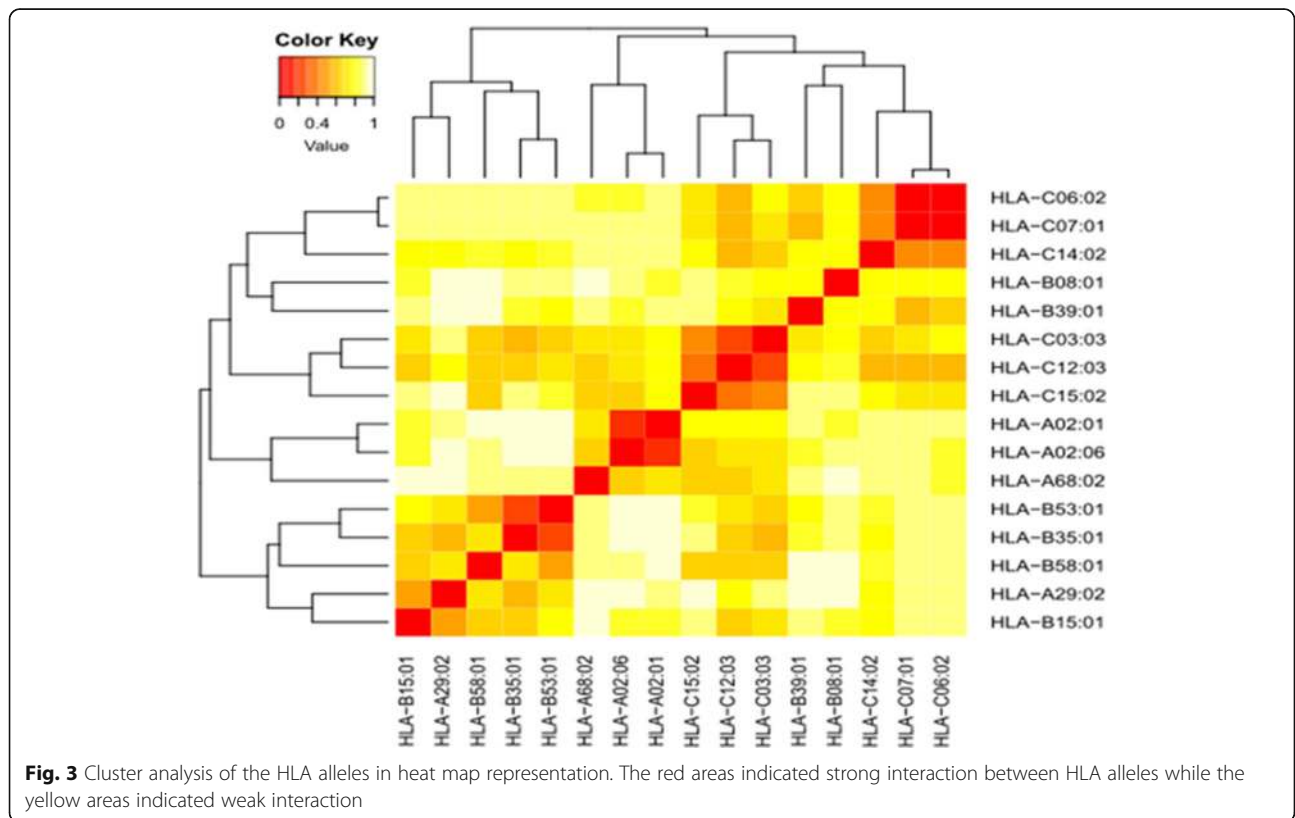 Color Key
0 0.4 1
Value
HLA−C06:02
HLA−C07:01
HLA−C14:02
HLA−B08:01
HLA−B39:01
HLA−C03:03
HLA−C12:03
HLA−C15:02
HLA−A02:01
HLA−A02:06
HLA−A68:02
HLA−B53:01
HLA−B35:01
HLA−B58:01
HLA−A29:02
HLA−B15:01
HLA−B15:01
HLA−A29:02
HLA−B58:01
HLA−B35:01
HLA−B53:01
HLA−A68:02
HLA−A02:06
HLA−A02:01
HLA−C15:02
HLA−C12:03
HLA−C03:03
HLA−B39:01
HLA−B08:01
HLA−C14:02
HLA−C07:01
HLA−C06:02
Fig. 3 Cluster analysis of the HLA alleles in heat map representation. The red areas indicated strong interaction between HLA alleles while the
yellow areas indicated weak interaction